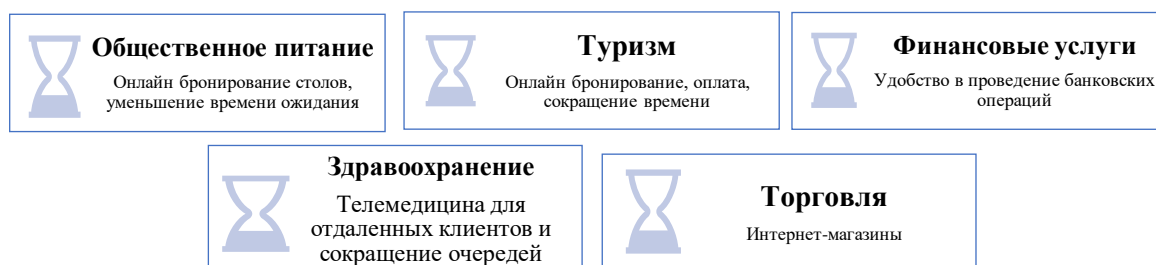 Общественное питание
Онлайн бронирование столов,
уменьшение времени ожидания
Туризм
Онлайн бронирование, оплата,
сокращение времени
Финансовые услуги
Удобство в проведение банковских
операций
Здравоохранение
Телемедицина для
отдаленных клиентов и
сокращение очередей
Торговля
Интернет-магазины